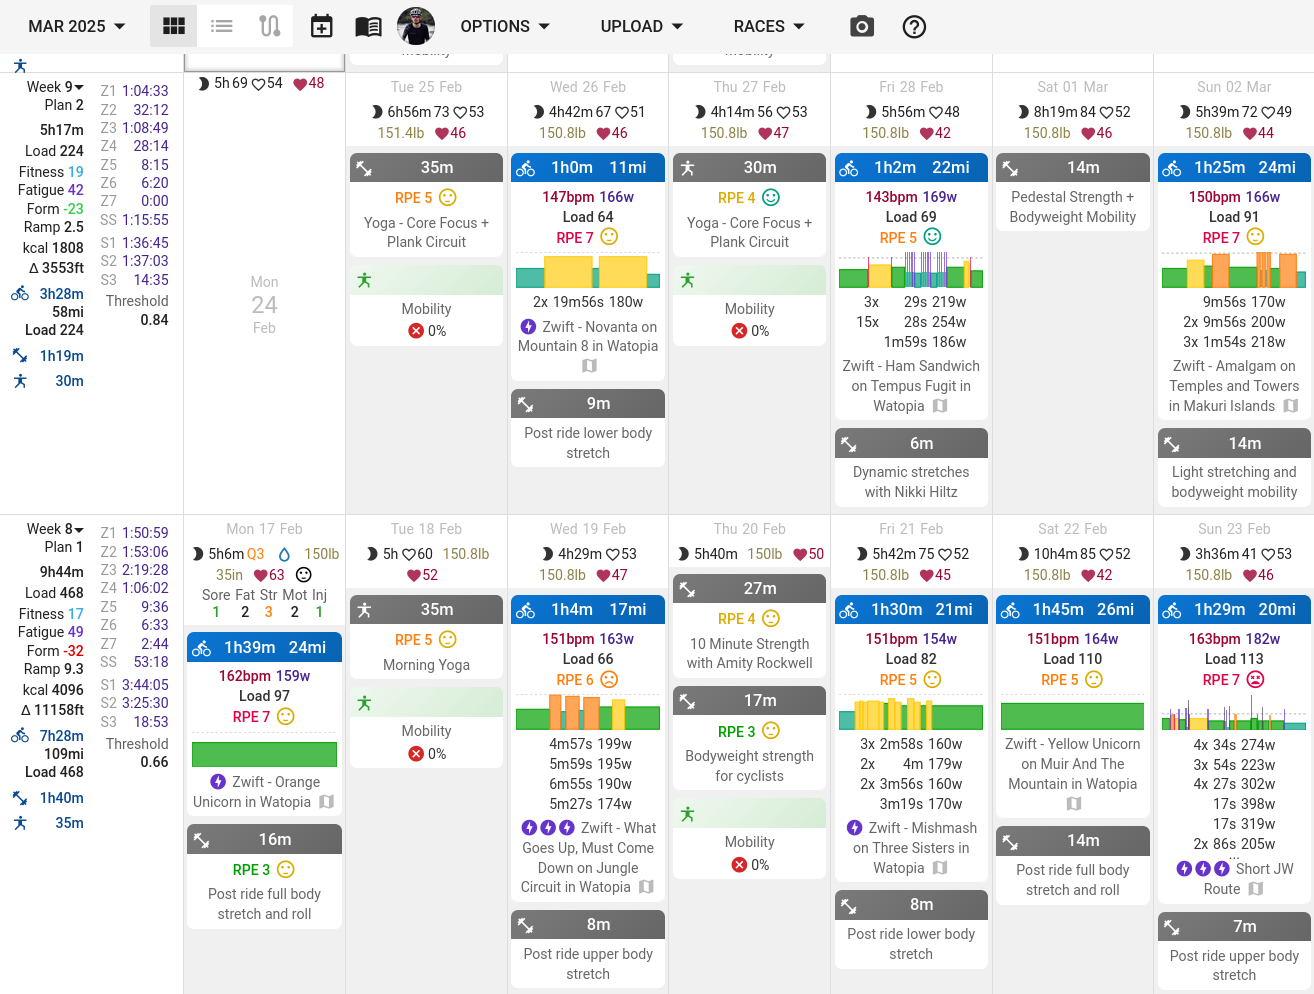 MAR 2025 OPTIONS UPLOAD RACES
Mobility Mobility
Week 9
Plan 2
5h17m
Load 224
Fitness 19
Fatigue 42
Form -23
Ramp 2.5
kcal 1808
Δ 3553ft
3h28m
58mi
Load 224
1h19m
30m
Z1 1:04:33
Z2 32:12
Z3 1:08:49
Z4 28:14
Z5 8:15
Z6 6:20
Z7 0:00
SS 1:15:55
S1 1:36:45
S2 1:37:03
S3 14:35
Threshold
0.84
5h 69 54 48
Mon
24
Feb
Tue 25 Feb
6h56m 73 53
151.4lb 46
35m
RPE 5
Yoga - Core Focus +
Plank Circuit
Mobility
0%
Wed 26 Feb
4h42m 67 51
150.8lb 46
1h0m 11mi
147bpm 166w
Load 64
RPE 7
2x 19m56s 180w
Zwift - Novanta on
Mountain 8 in Watopia
9m
Post ride lower body
stretch
Thu 27 Feb
4h14m 56 53
150.8lb 47
30m
RPE 4
Yoga - Core Focus +
Plank Circuit
Mobility
0%
Fri 28 Feb
5h56m 48
150.8lb 42
1h2m 22mi
143bpm 169w
Load 69
RPE 5
3x 29s 219w
15x 28s 254w
1m59s 186w
Zwift - Ham Sandwich
on Tempus Fugit in
Watopia
6m
Dynamic stretches
with Nikki Hiltz
Sat 01 Mar
8h19m 84 52
150.8lb 46
14m
Pedestal Strength +
Bodyweight Mobility
Sun 02 Mar
5h39m 72 49
150.8lb 44
1h25m 24mi
150bpm 166w
Load 91
RPE 7
9m56s 170w
2x 9m56s 200w
3x 1m54s 218w
Zwift - Amalgam on
Temples and Towers
in Makuri Islands
14m
Light stretching and
bodyweight mobility
Week 8
Plan 1
9h44m
Load 468
Fitness 17
Fatigue 49
Form -32
Ramp 9.3
kcal 4096
Δ 11158ft
7h28m
109mi
Load 468
1h40m
35m
Z1 1:50:59
Z2 1:53:06
Z3 2:19:28
Z4 1:06:02
Z5 9:36
Z6 6:33
Z7 2:44
SS 53:18
S1 3:44:05
S2 3:25:30
S3 18:53
Threshold
0.66
Mon 17 Feb
5h6m Q3 150lb
35in 63
Sore Fat Str Mot Inj
1 2 3 2 1
1h39m 24mi
162bpm 159w
Load 97
RPE 7
Zwift - Orange
Unicorn in Watopia
16m
RPE 3
Post ride full body
stretch and roll
Tue 18 Feb
5h 60 150.8lb
52
35m
RPE 5
Morning Yoga
Mobility
0%
Wed 19 Feb
4h29m 53
150.8lb 47
1h4m 17mi
151bpm 163w
Load 66
RPE 6
4m57s 199w
5m59s 195w
6m55s 190w
5m27s 174w
Zwift - What
Goes Up, Must Come
Down on Jungle
Circuit in Watopia
8m
Post ride upper body
stretch
Thu 20 Feb
5h40m 150lb 50
27m
RPE 4
10 Minute Strength
with Amity Rockwell
17m
RPE 3
Bodyweight strength
for cyclists
Mobility
0%
Fri 21 Feb
5h42m 75 52
150.8lb 45
1h30m 21mi
151bpm 154w
Load 82
RPE 5
3x 2m58s 160w
2x 4m 179w
2x 3m56s 160w
3m19s 170w
Zwift - Mishmash
on Three Sisters in
Watopia
8m
Post ride lower body
stretch
Sat 22 Feb
10h4m 85 52
150.8lb 42
1h45m 26mi
151bpm 164w
Load 110
RPE 5
Zwift - Yellow Unicorn
on Muir And The
Mountain in Watopia
14m
Post ride full body
stretch and roll
Sun 23 Feb
3h36m 41 53
150.8lb 46
1h29m 20mi
163bpm 182w
Load 113
RPE 7
4x 34s 274w
3x 54s 223w
4x 27s 302w
17s 398w
17s 319w
2x 86s 205w
...
Short JW
Route
7m
Post ride upper body
stretch